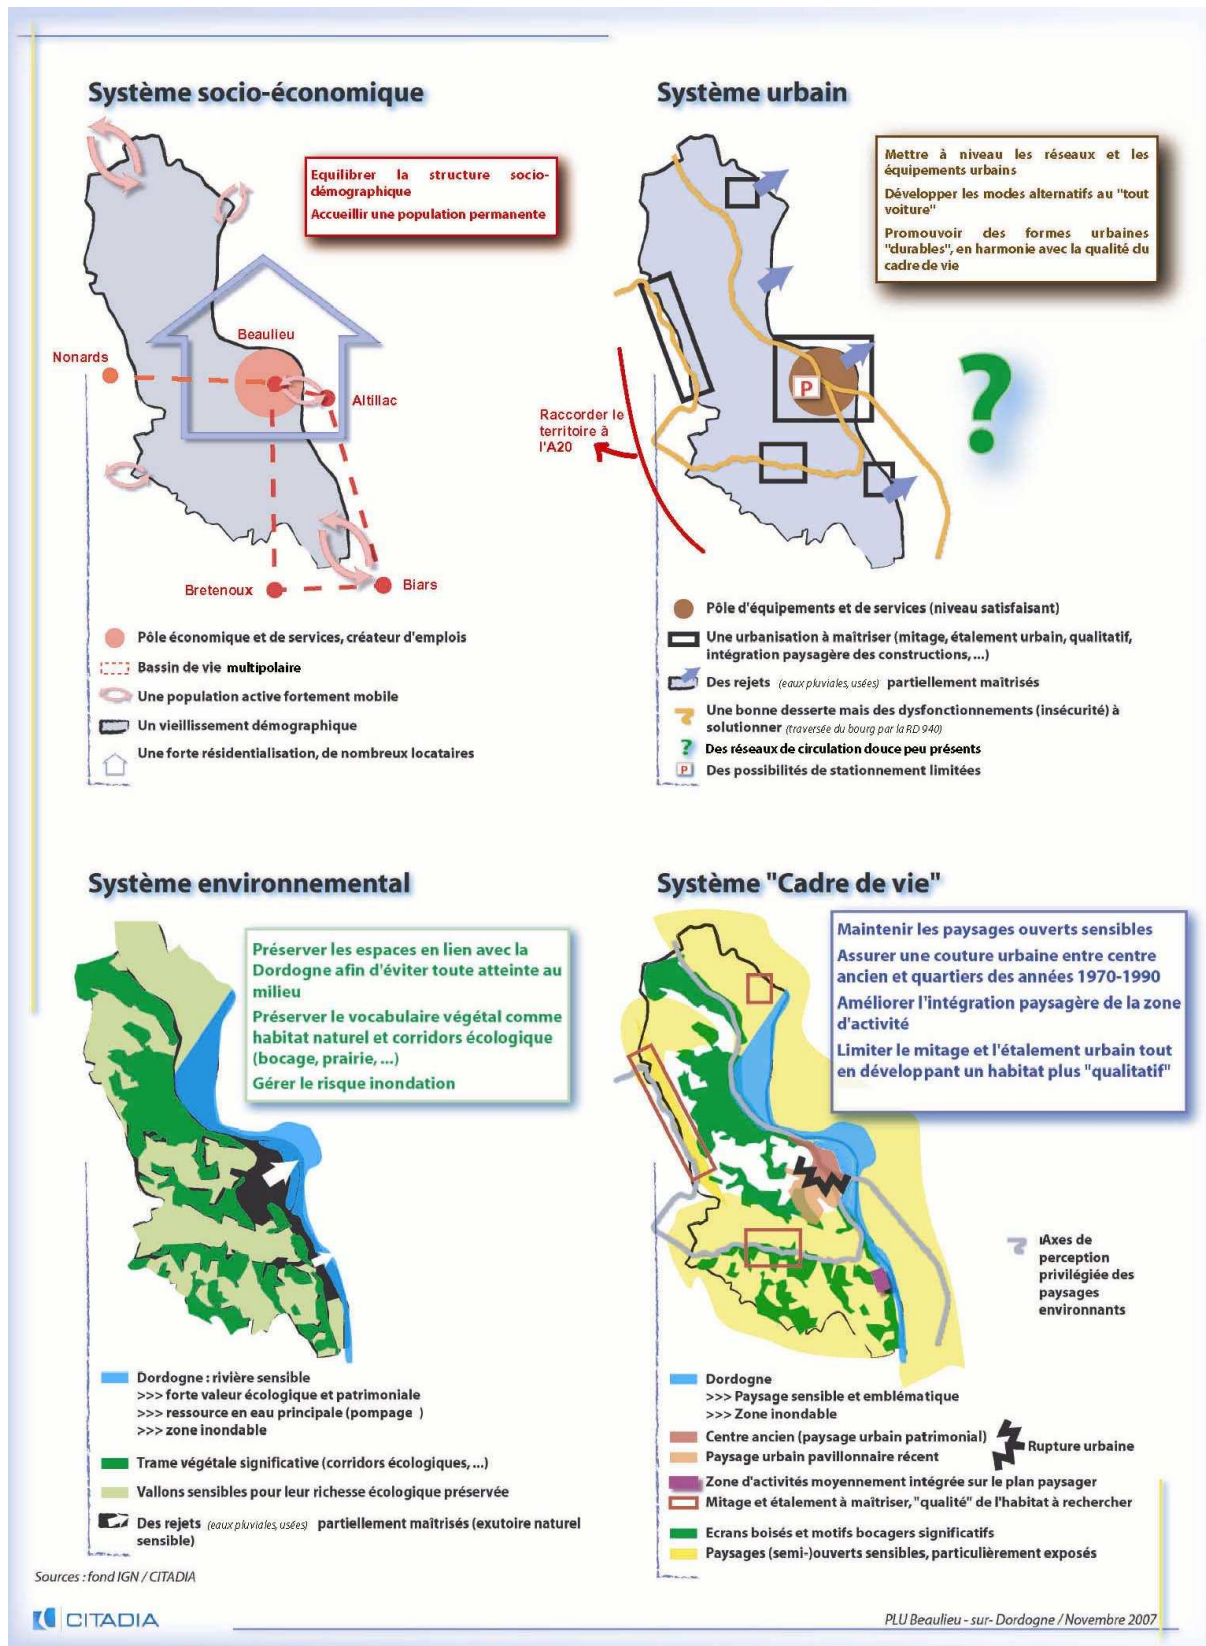 Système socio-économique
Equilibrer la structure socio-
démographique
Accueillir une population permanente
Beaulieu
Nonards
Altillac
Bretenoux
Biars
Pôle économique et de services, créateur d'emplois
Bassin de vie multipolaire
Une population active fortement mobile
Un vieillissement démographique
Une forte résidentialisation, de nombreux locataires
Système urbain
Mettre à niveau les réseaux et les
équipements urbains
Développer les modes alternatifs au "tout
voiture"
Promouvoir des formes urbaines
"durables", en harmonie avec la qualité du
cadre de vie
P
?
Raccorder le
territoire à
l'A20
Pôle d'équipements et de services (niveau satisfaisant)
Une urbanisation à maîtriser (mitage, étalement urbain, qualitatif,
intégration paysagère des constructions, ...)
Des rejets (eaux pluviales, usées) partiellement maîtrisés
Une bonne desserte mais des dysfonctionnements (insécurité) à
solutionner (traversée du bourg par la RD 940)
? Des réseaux de circulation douce peu présents
P Des possibilités de stationnement limitées
Système environnemental
Préserver les espaces en lien avec la
Dordogne afin d'éviter toute atteinte au
milieu
Préserver le vocabulaire végétal comme
habitat naturel et corridors écologique
(bocage, prairie, ...)
Gérer le risque inondation
Dordogne : rivière sensible
>>> forte valeur écologique et patrimoniale
>>> ressource en eau principale (pompage )
>>> zone inondable
Trame végétale significative (corridors écologiques, ...)
Vallons sensibles pour leur richesse écologique préservée
Des rejets (eaux pluviales, usées) partiellement maîtrisés (exutoire naturel
sensible)
Système "Cadre de vie"
Maintenir les paysages ouverts sensibles
Assurer une couture urbaine entre centre
ancien et quartiers des années 1970-1990
Améliorer l'intégration paysagère de la zone
d'activité
Limiter le mitage et l'étalement urbain tout
en développant un habitat plus "qualitatif"
Axes de
perception
privilégiée des
paysages
environnants
Dordogne
>>> Paysage sensible et emblématique
>>> Zone inondable
Centre ancien (paysage urbain patrimonial)
Paysage urbain pavillonnaire récent
Rupture urbaine
Zone d'activités moyennement intégrée sur le plan paysager
Mitage et étalement à maîtriser, "qualité" de l'habitat à rechercher
Ecrans boisés et motifs bocagers significatifs
Paysages (semi-)ouverts sensibles, particulièrement exposés
Sources : fond IGN / CITADIA
CITADIA
PLU Beaulieu - sur- Dordogne / Novembre 2007